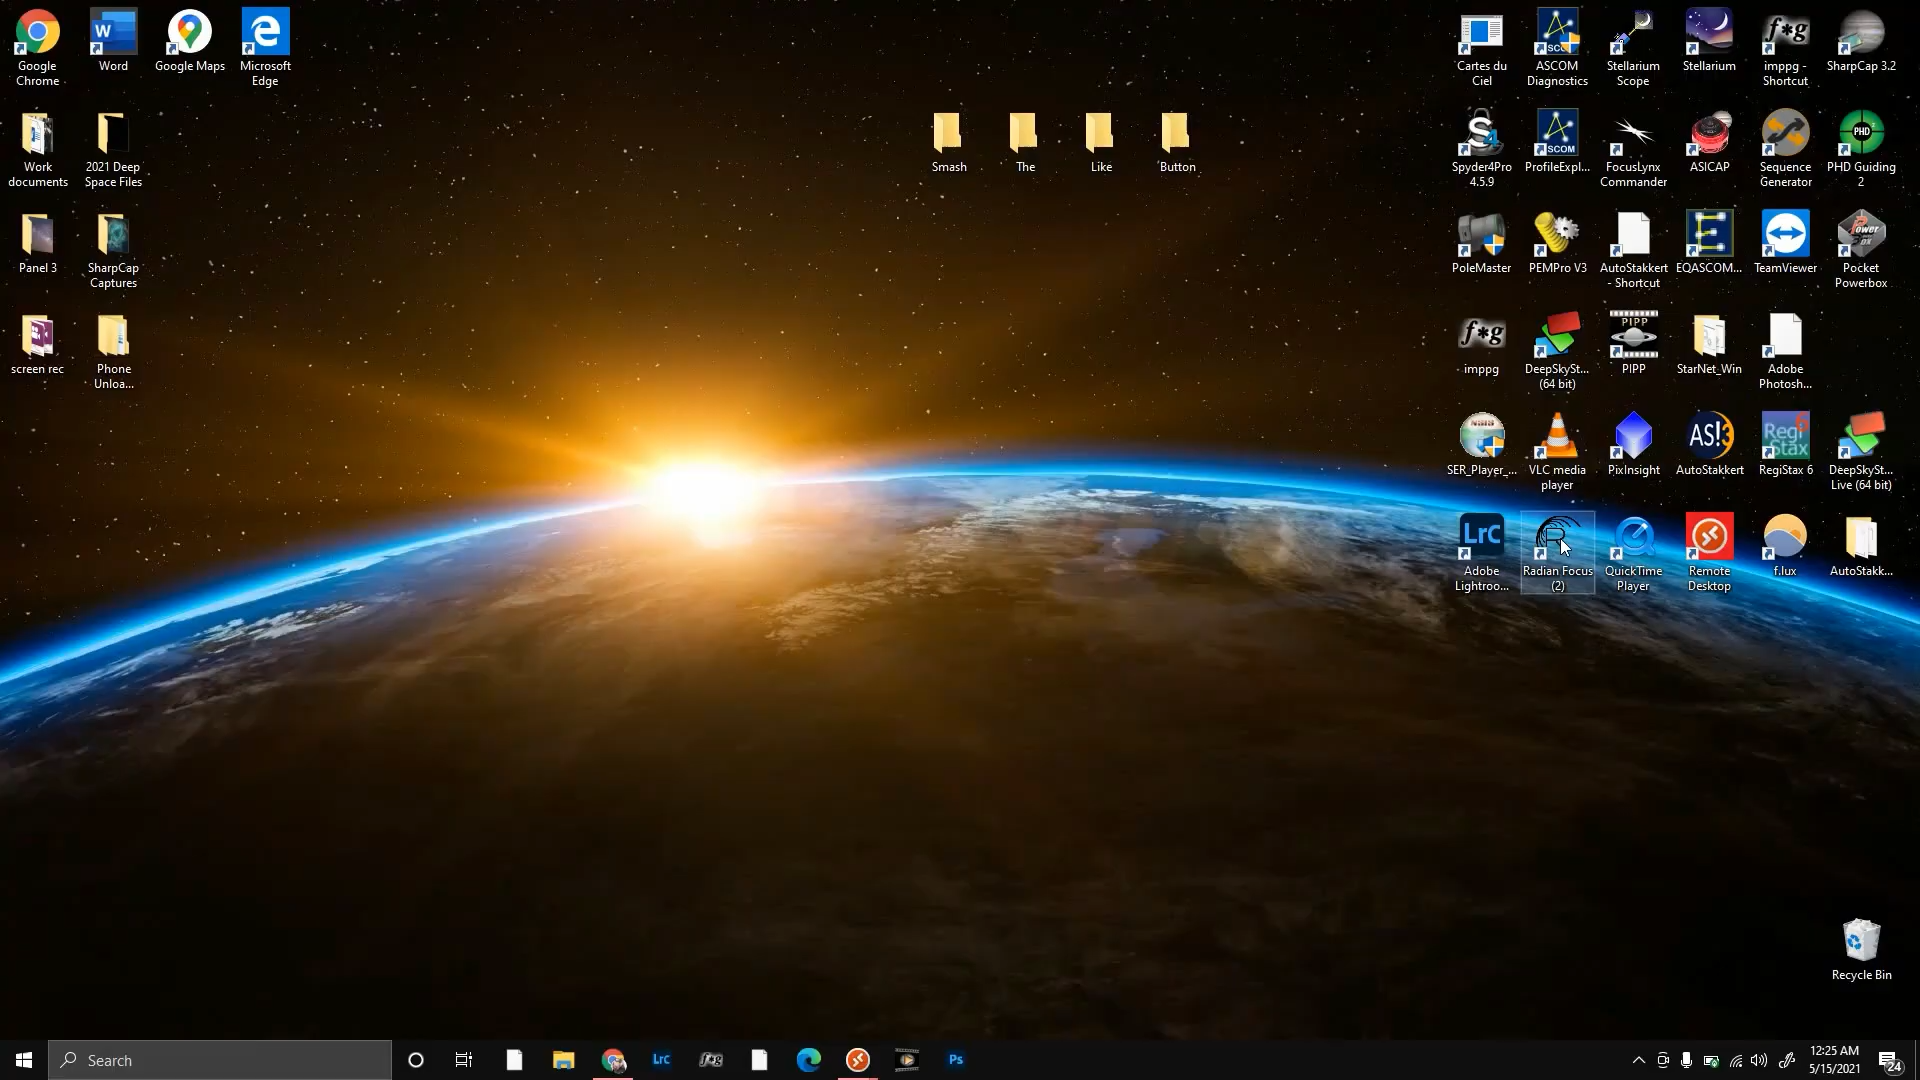 Google
Chrome
Word
Google Maps
Microsoft
Edge
Work
documents
2021 Deep
Space Files
Panel 3
SharpCap
Captures
screen rec
Phone
Unloa...
Smash
The
Like
Button
Cartes du
Ciel
ASCOM
Diagnostics
Stellarium
Scope
Stellarium
imppg -
Shortcut
SharpCap 3.2
Spyder4Pro
4.5.9
ProfileExpl...
FocusLynx
Commander
ASICAP
Sequence
Generator
PHD Guiding
2
PoleMaster
PEMPro V3
AutoStakkert
- Shortcut
EQASCOM...
TeamViewer
Pocket
Powerbox
imppg
DeepSkySt...
(64 bit)
PIPP
StarNet_Win
Adobe
Photosh...
SER_Player_...
VLC media
player
PixInsight
AutoStakkert
RegiStax 6
DeepSkySt...
Live (64 bit)
Adobe
Lightroo...
Radian Focus
(2)
QuickTime
Player
Remote
Desktop
f.lux
AutoStakk...
Recycle Bin
Search
LrC
f*g
Ps
12:25 AM
5/15/2021
24